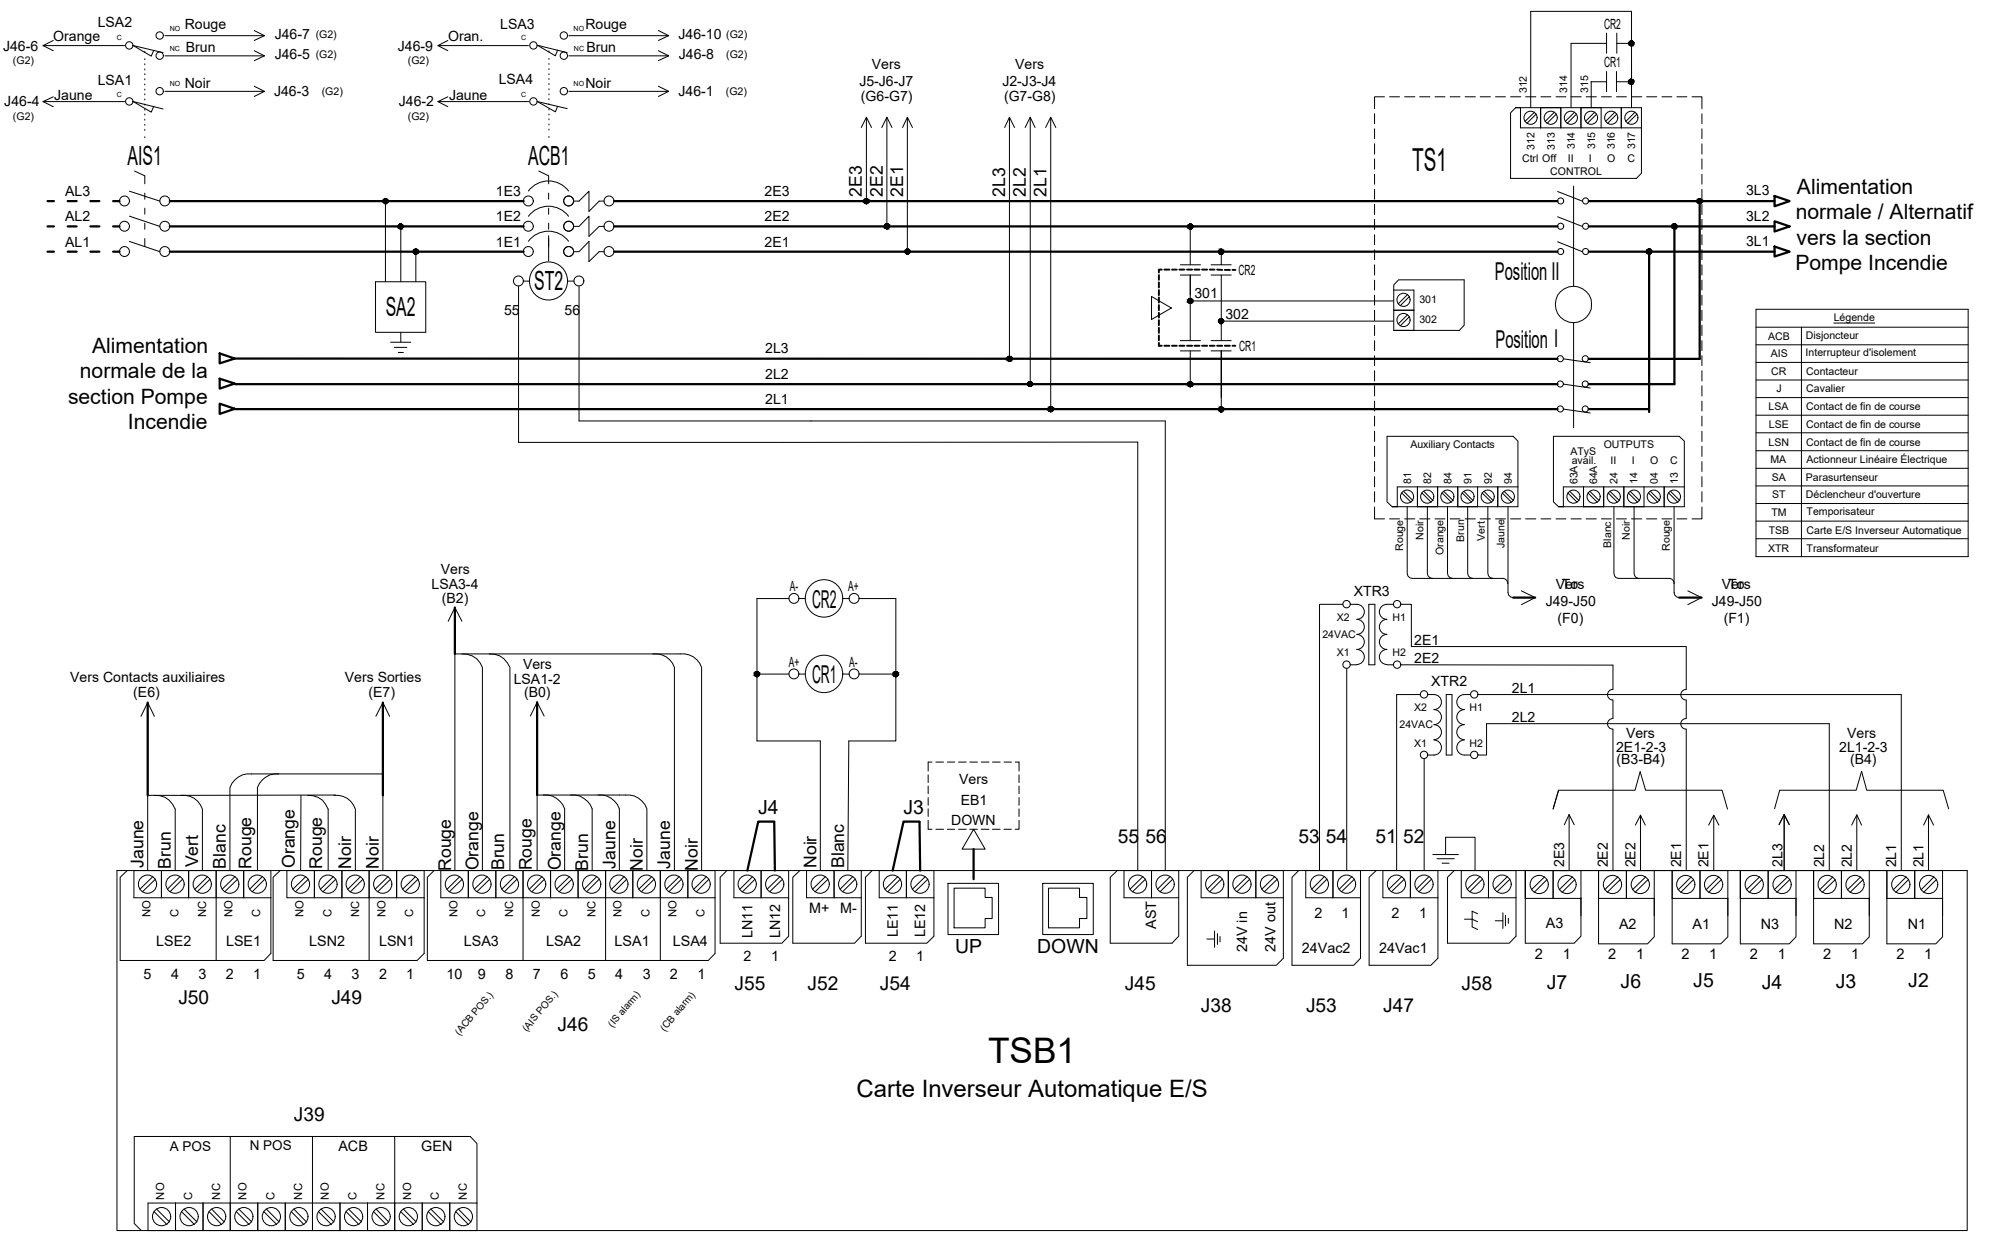 LSA2
J46-6
(G2)
Orange
C
NO Rouge
J46-7 (G2)
NC Brun
J46-5 (G2)
LSA1
J46-4
(G2)
Jaune
C
NO Noir
J46-3 (G2)
LSA3
J46-9
(G2)
Oran.
C
NO Rouge
J46-10 (G2)
NC Brun
J46-8 (G2)
LSA4
J46-2
(G2)
Jaune
C
NO Noir
J46-1 (G2)
Vers
J5-J6-J7
(G6-G7)
Vers
J2-J3-J4
(G7-G8)
CR2
CR1
312
314
315
TS1
312 313 314 315 316 317
Ctrl Off II I O C
CONTROL
AIS1
ACB1
AL3
AL2
AL1
1E3
1E2
1E1
2E3
2E2
2E1
2E3
2E2
2E1
2L3
2L2
2L1
3L3
3L2
3L1
Alimentation
normale / Alternatif
vers la section
Pompe Incendie
SA2
ST2
55
56
CR2
301
302
CR1
301
302
Position II
Position I
Alimentation
normale de la
section Pompe
Incendie
2L3
2L2
2L1
Légende
ACB Disjoncteur
AIS Interrupteur d'isolement
CR Contacteur
J Cavalier
LSA Contact de fin de course
LSE Contact de fin de course
LSN Contact de fin de course
MA Actionneur Linéaire Électrique
SA Parasurtenseur
ST Déclencheur d'ouverture
TM Temporisateur
TSB Carte E/S Inverseur Automatique
XTR Transformateur
Auxiliary Contacts
81 82 84 91 92 94
Rouge Noir Orange Brun Vert Jaune
OUTPUTS
ATyS
avail. II I O C
63A 64A 24 14 04 13
Blanc Noir Rouge
J49-J50
(F0)
J49-J50
(F1)
Vers
LSA3-4
(B2)
Vers
LSA1-2
(B0)
Vers Contacts auxiliaires
(E6)
Vers Sorties
(E7)
A- CR2 A+
A+ CR1 A-
XTR3
X2 H1
24VAC
X1 H2
2E1
2E2
XTR2
X2 H1
24VAC
X1 H2
2L1
2L2
Vers
2E1-2-3
(B3-B4)
Vers
2L1-2-3
(B4)
Vers
EB1
DOWN
J4
J3
Jaune Brun Vert Blanc Rouge
Orange Rouge Noir Noir
Rouge Orange Brun Rouge Orange Brun Jaune Noir Jaune Noir
Noir Blanc
55 56
53 54
51 52
2E3 2E2 2E2 2E1 2E1
2L3 2L2 2L2 2L1 2L1
NO C NC NO C
LSE2 LSE1
5 4 3 2 1
J50
NO C NC NO C
LSN2 LSN1
5 4 3 2 1
J49
NO C NC NO C NC NO C NO C
LSA3 LSA2 LSA1 LSA4
10 9 8 7 6 5 4 3 2 1
(ACB POS.) (AIS POS.) (IS alarm) (CB alarm)
J46
LN11 LN12
2 1
J55
M+ M-
J52
LE11 LE12
2 1
J54
UP
DOWN
AST
J45
24V in
24V out
J38
2 1
24Vac2
J53
2 1
24Vac1
J47
J58
A3
2 1
J7
A2
2 1
J6
A1
2 1
J5
N3
2 1
J4
N2
2 1
J3
N1
2 1
J2
TSB1
Carte Inverseur Automatique E/S
J39
A POS N POS ACB GEN
NO C NC NO C NC NO C NC NO C NC